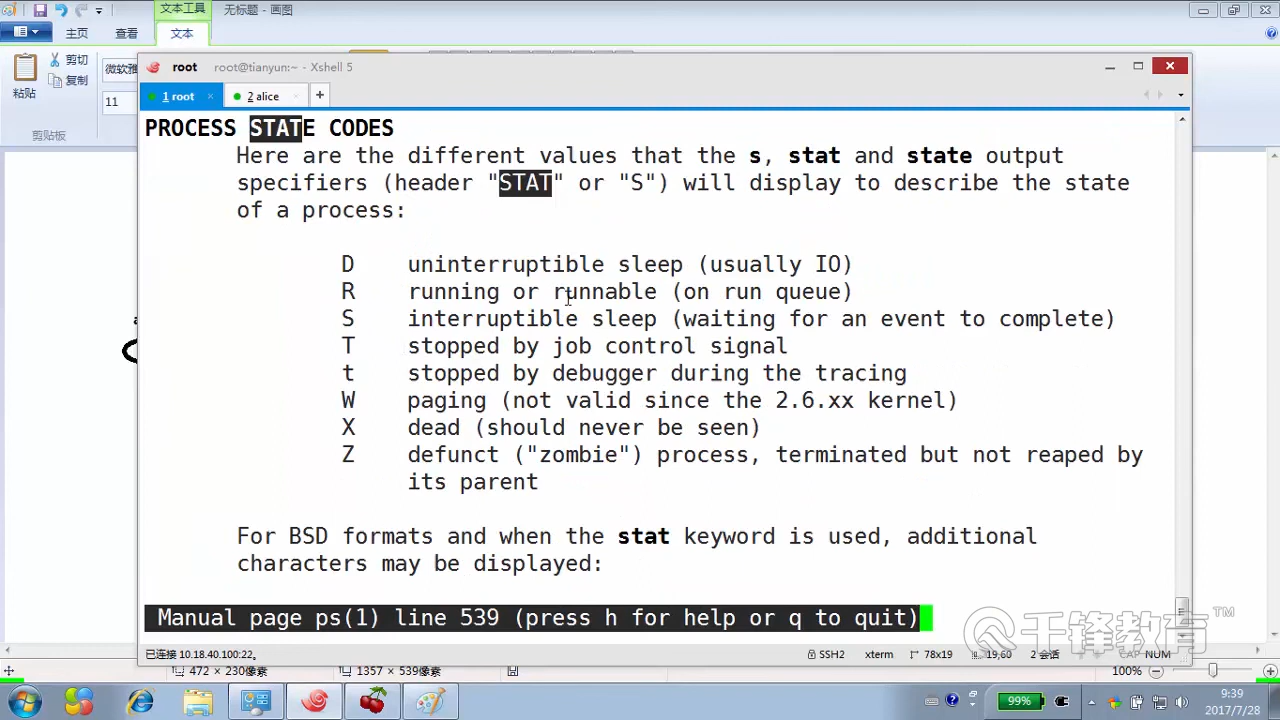 文本工具
无标题 - 画图
主页
查看
文本
剪切
复制
粘贴
剪贴板
微软雅
11
root
root@tianyun:~ - Xshell 5
1 root
2 alice
PROCESS STATE CODES
Here are the different values that the s, stat and state output
specifiers (header "STAT" or "S") will display to describe the state
of a process:
D uninterruptible sleep (usually IO)
R running or runnable (on run queue)
S interruptible sleep (waiting for an event to complete)
T stopped by job control signal
t stopped by debugger during the tracing
W paging (not valid since the 2.6.xx kernel)
X dead (should never be seen)
Z defunct ("zombie") process, terminated but not reaped by
its parent
For BSD formats and when the stat keyword is used, additional
characters may be displayed:
Manual page ps(1) line 539 (press h for help or q to quit)
千锋教育™
已连接 10.18.40.100:22。
SSH2
xterm
78x19
19,60
2 会话
CAP NUM
472 × 230像素
1357 × 539像素
100%
99%
9:39
2017/7/28